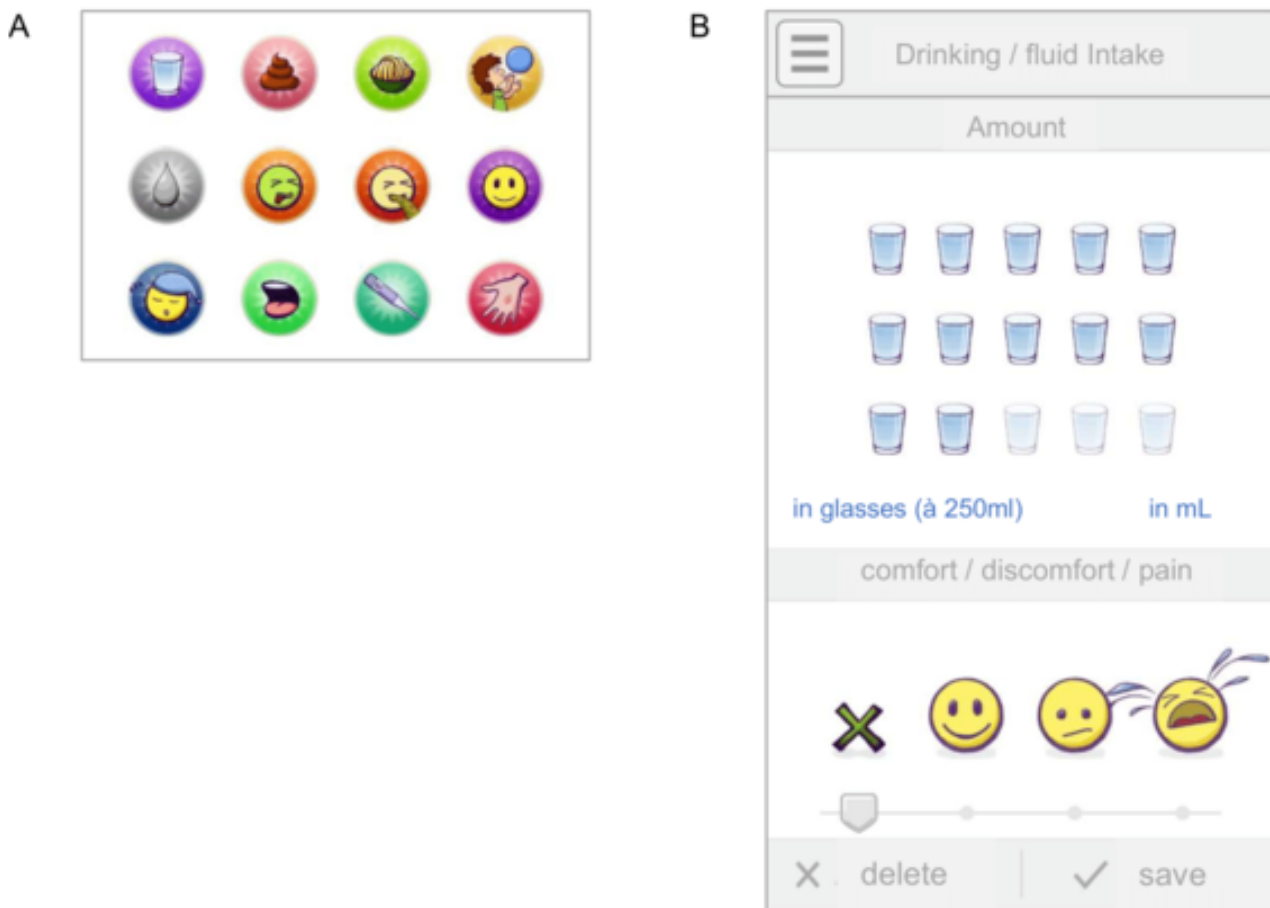 A
B
Drinking / fluid Intake
Amount
in glasses (à 250ml) in mL
comfort / discomfort / pain
delete save